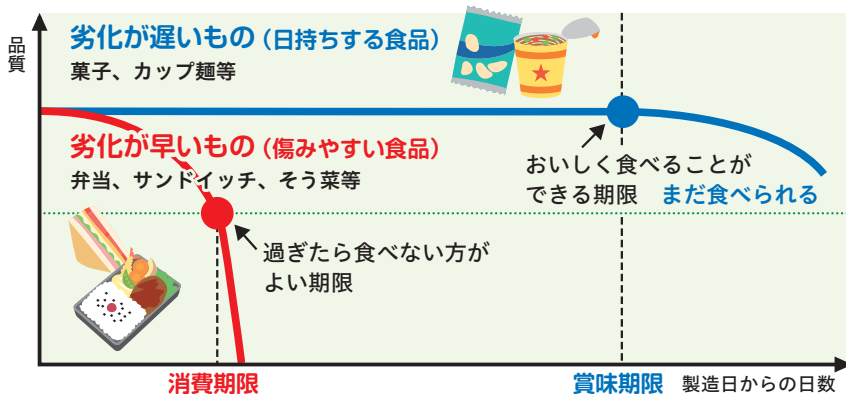 品質
劣化が遅いもの（日持ちする食品）
菓子、カップ麺等
劣化が早いもの（傷みやすい食品）
弁当、サンドイッチ、そう菜等
おいしく食べることが
できる期限　まだ食べられる
過ぎたら食べない方が
よい期限
消費期限
賞味期限
製造日からの日数